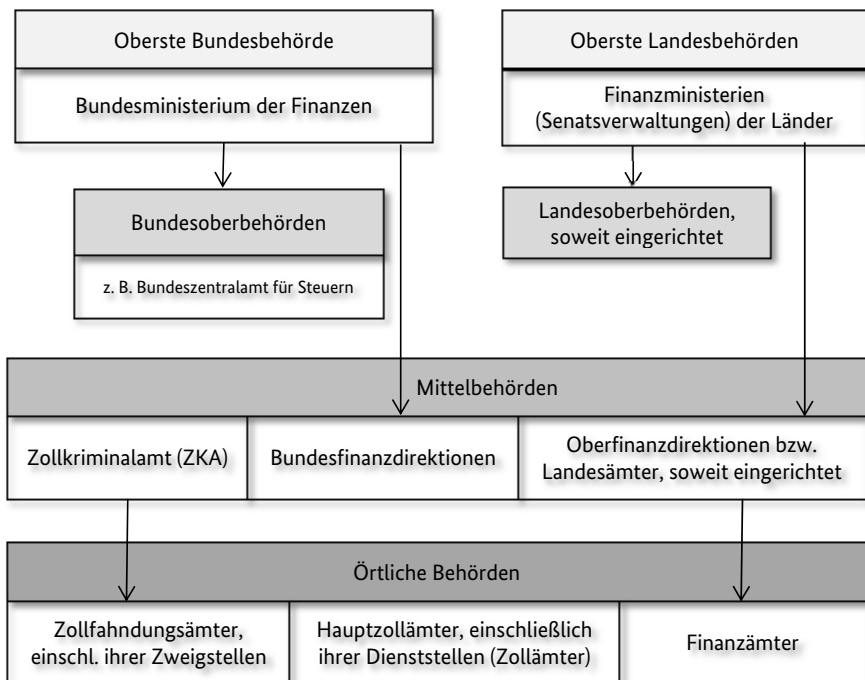 Oberste Bundesbehörde
Bundesministerium der Finanzen
Oberste Landesbehörden
Finanzministerien
(Senatsverwaltungen) der Länder
Bundesoberbehörden
z. B. Bundeszentralamt für Steuern
Landesoberbehörden,
soweit eingerichtet
Mittelbehörden
Zollkriminalamt (ZKA)
Bundesfinanzdirektionen
Oberfinanzdirektionen bzw.
Landesämter, soweit eingerichtet
Örtliche Behörden
Zollfahndungsämter,
einschl. ihrer Zweigstellen
Hauptzollämter, einschließlich
ihrer Dienststellen (Zollämter)
Finanzämter